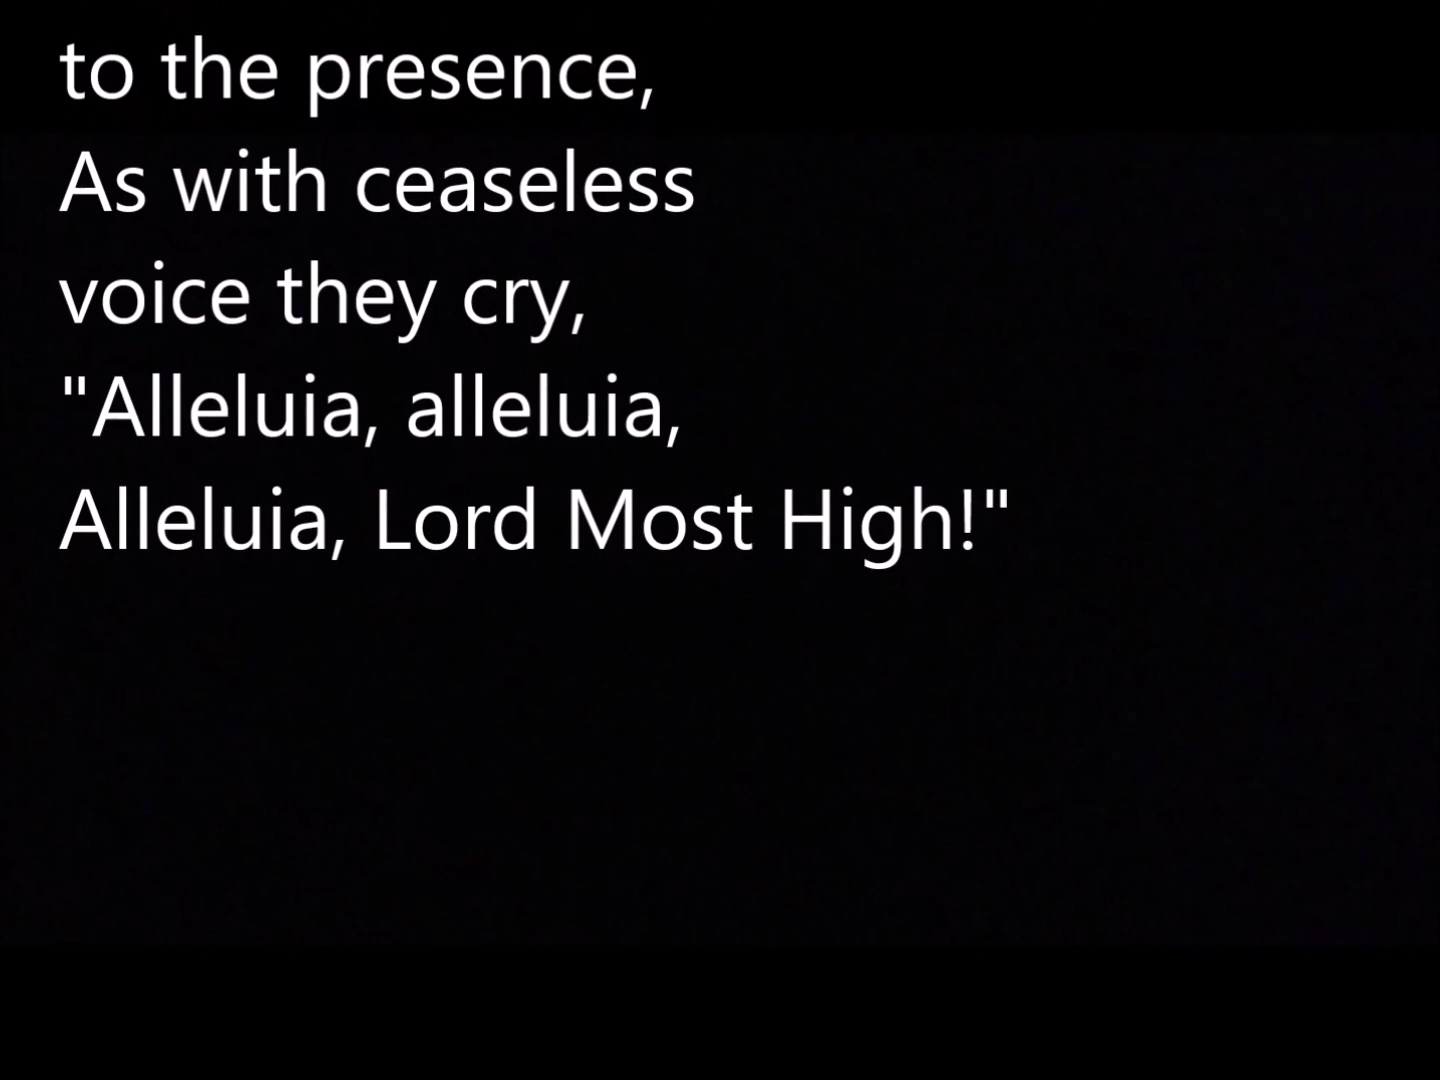 to the presence,
As with ceaseless
voice they cry,
"Alleluia, alleluia,
Alleluia, Lord Most High!"